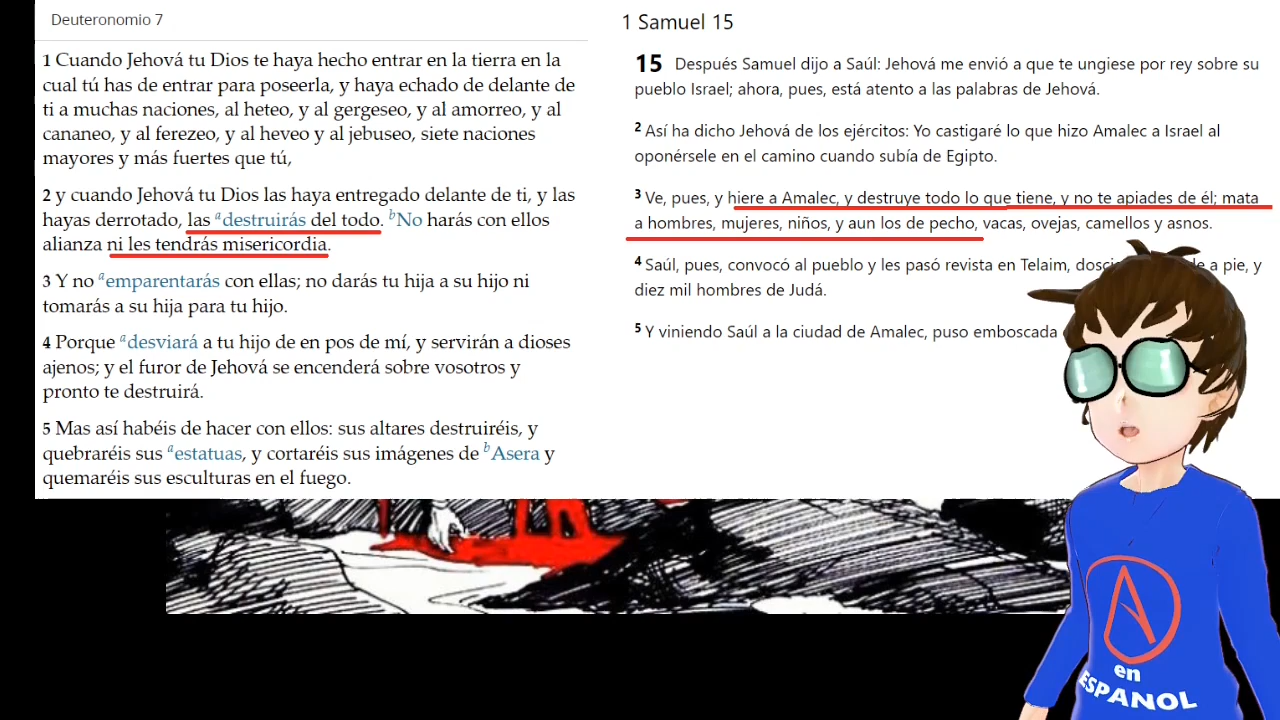 Deuteronomio 7
1 Cuando Jehová tu Dios te haya hecho entrar en la tierra en la
cual tú has de entrar para poseerla, y haya echado de delante de
ti a muchas naciones, al heteo, y al gergeseo, y al amorreo, y al
cananeo, y al ferezeo, y al heveo y al jebuseo, siete naciones
mayores y más fuertes que tú,
2 y cuando Jehová tu Dios las haya entregado delante de ti, y las
hayas derrotado, las a destruirás del todo. b No harás con ellos
alianza ni les tendrás misericordia.
3 Y no a emparentarás con ellas; no darás tu hija a su hijo ni
tomarás a su hija para tu hijo.
4 Porque a desviará a tu hijo de en pos de mí, y servirán a dioses
ajenos; y el furor de Jehová se encenderá sobre vosotros y
pronto te destruirá.
5 Mas así habéis de hacer con ellos: sus altares destruiréis, y
quebraréis sus a estatuas, y cortaréis sus imágenes de b Asera y
quemaréis sus esculturas en el fuego.
1 Samuel 15
15 Después Samuel dijo a Saúl: Jehová me envió a que te ungiese por rey sobre su
pueblo Israel; ahora, pues, está atento a las palabras de Jehová.
2 Así ha dicho Jehová de los ejércitos: Yo castigaré lo que hizo Amalec a Israel al
oponérsele en el camino cuando subía de Egipto.
3 Ve, pues, y hiere a Amalec, y destruye todo lo que tiene, y no te apiades de él; mata
a hombres, mujeres, niños, y aun los de pecho, vacas, ovejas, camellos y asnos.
4 Saúl, pues, convocó al pueblo y les pasó revista en Telaim, a pie, y
diez mil hombres de Judá.
5 Y viniendo Saúl a la ciudad de Amalec, puso emboscada
en
ESPANOL